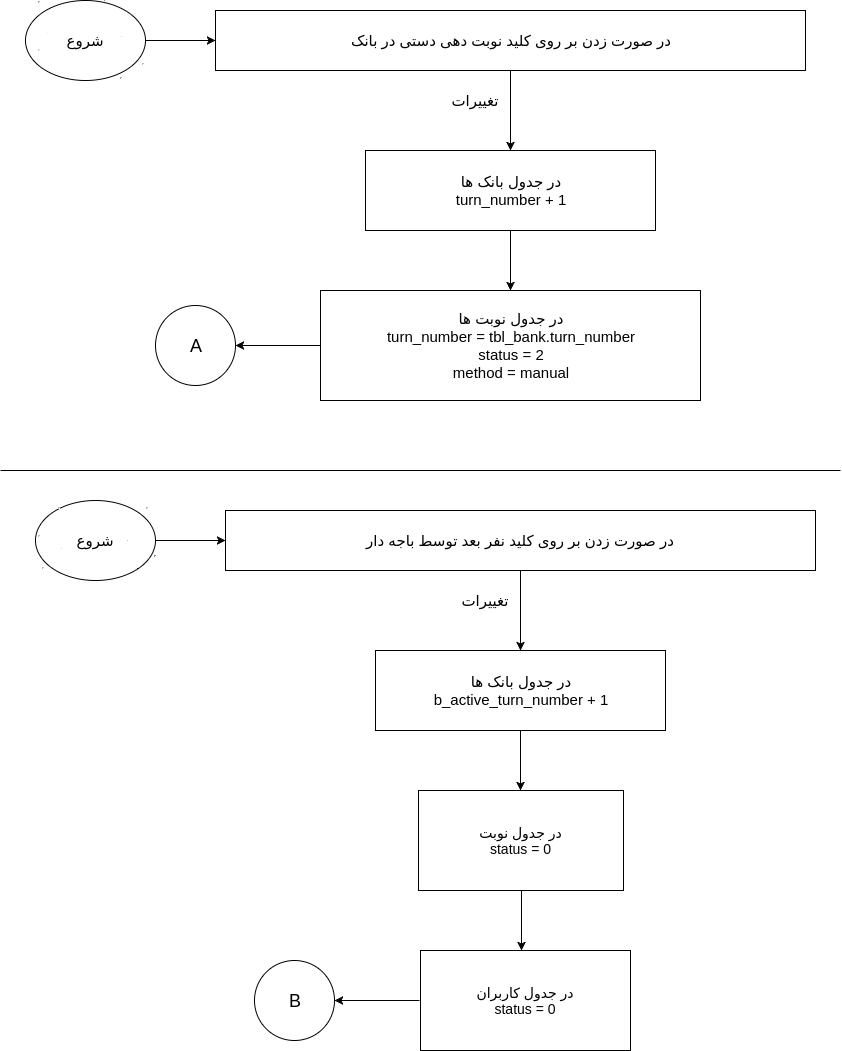 شروع
در صورت زدن بر روی کلید نوبت دهی دستی در بانک
تغییرات
در جدول بانک ها
turn_number + 1
در جدول نوبت ها
turn_number = tbl_bank.turn_number
status = 2
method = manual
A
شروع
در صورت زدن بر روی کلید نفر بعد توسط باجه دار
تغییرات
در جدول بانک ها
b_active_turn_number + 1
در جدول نوبت
status = 0
در جدول کاربران
status = 0
B